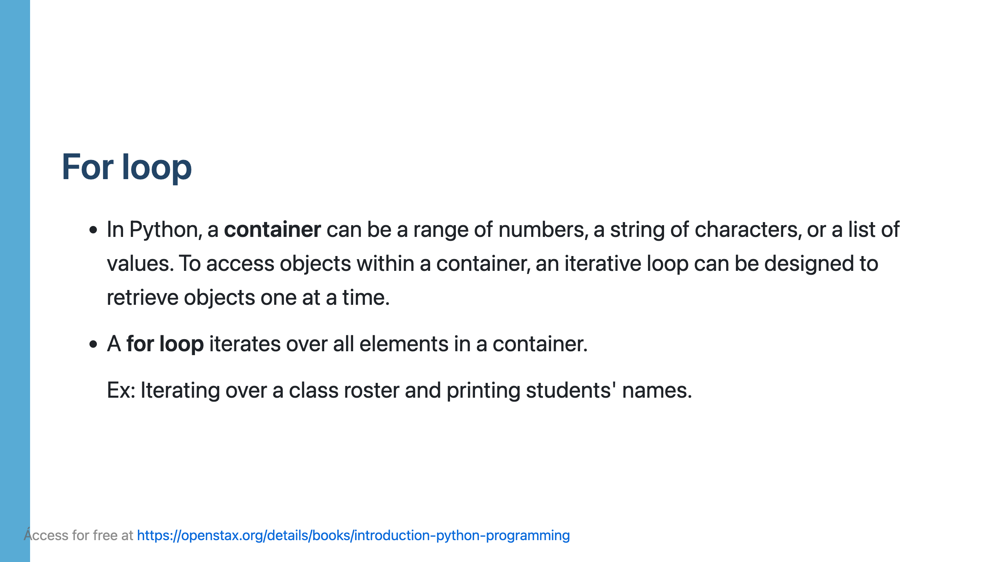 For loop
• In Python, a container can be a range of numbers, a string of characters, or a list of
values. To access objects within a container, an iterative loop can be designed to
retrieve objects one at a time.
• A for loop iterates over all elements in a container.
Ex: Iterating over a class roster and printing students' names.
Áccess for free at https://openstax.org/details/books/introduction-python-programming